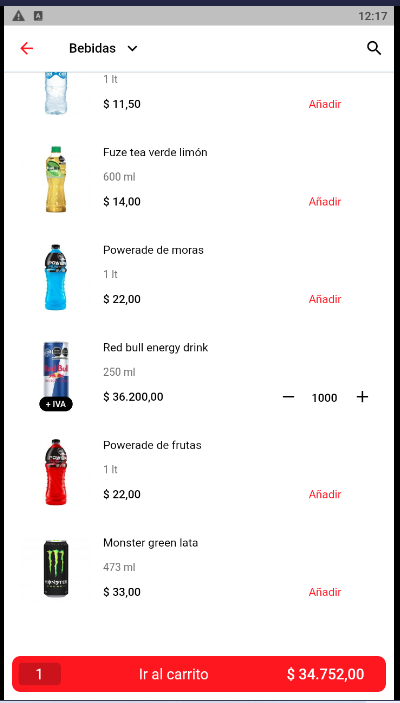 12:17
Bebidas
1 lt
$ 11,50
Añadir
Fuze tea verde limón
600 ml
$ 14,00
Añadir
Powerade de moras
1 lt
$ 22,00
Añadir
Red bull energy drink
250 ml
+ IVA
$ 36.200,00
1000
Powerade de frutas
1 lt
$ 22,00
Añadir
Monster green lata
473 ml
$ 33,00
Añadir
1
Ir al carrito
$ 34.752,00